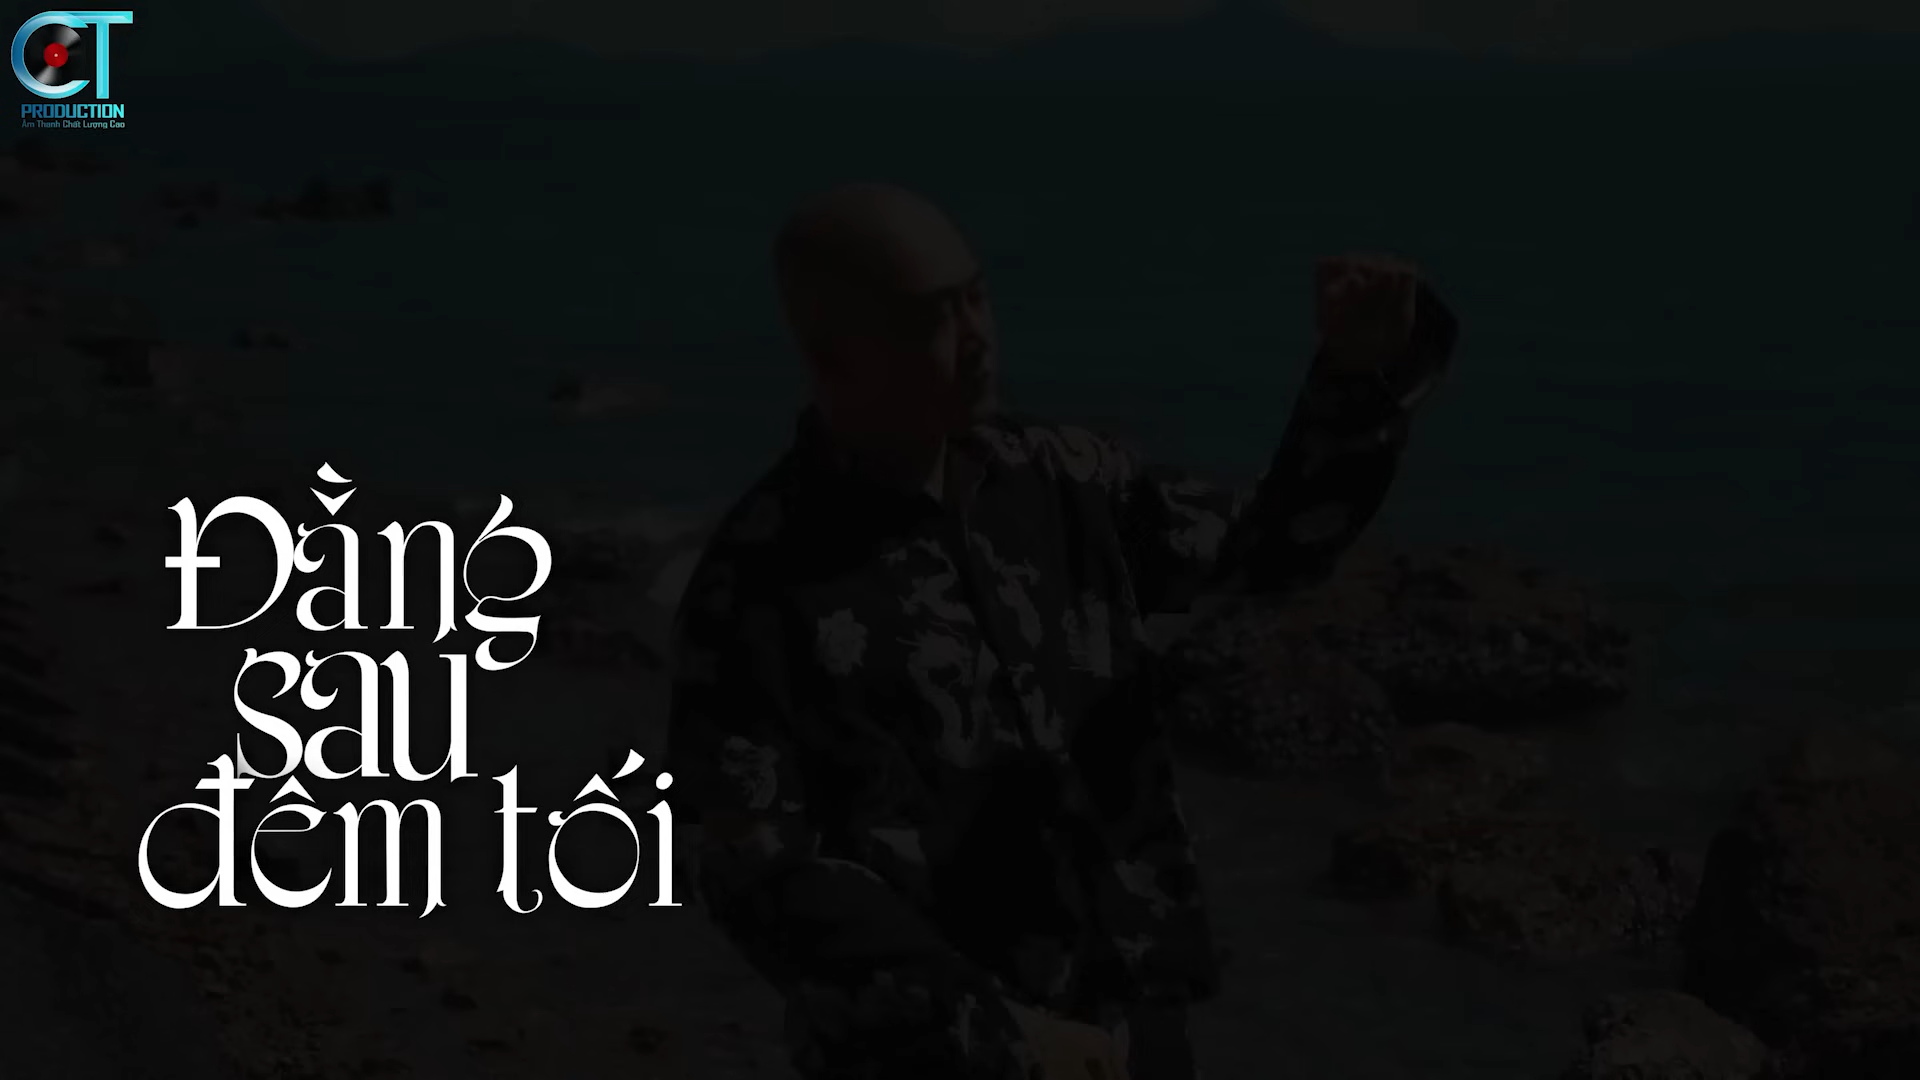 CT
PRODUCTION
Âm Thanh Chất Lượng Cao
Đằng
sau
đêm tối